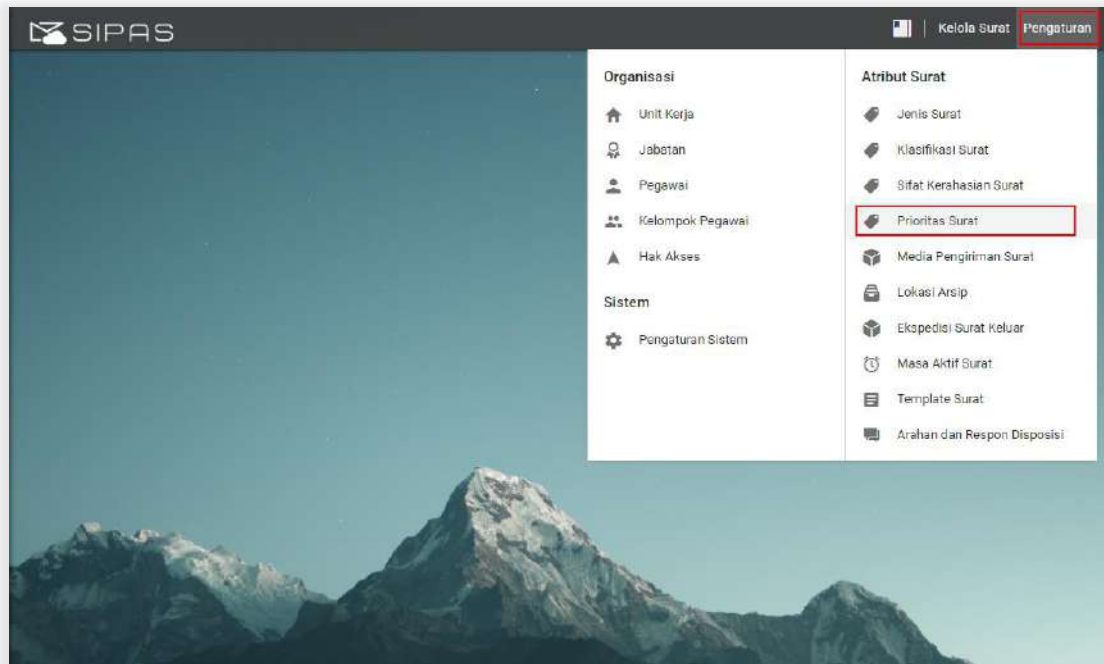 SIPAS
Kelola Surat
Pengaturan
Organisasi
Unit Kerja
Jabatan
Pegawai
Kelompok Pegawai
Hak Akses
Sistem
Pengaturan Sistem
Atribut Surat
Jenis Surat
Klasifikasi Surat
Sifat Kerahasian Surat
Prioritas Surat
Media Pengiriman Surat
Lokasi Arsip
Ekspedisi Surat Keluar
Masa Aktif Surat
Template Surat
Arahan dan Respon Disposisi